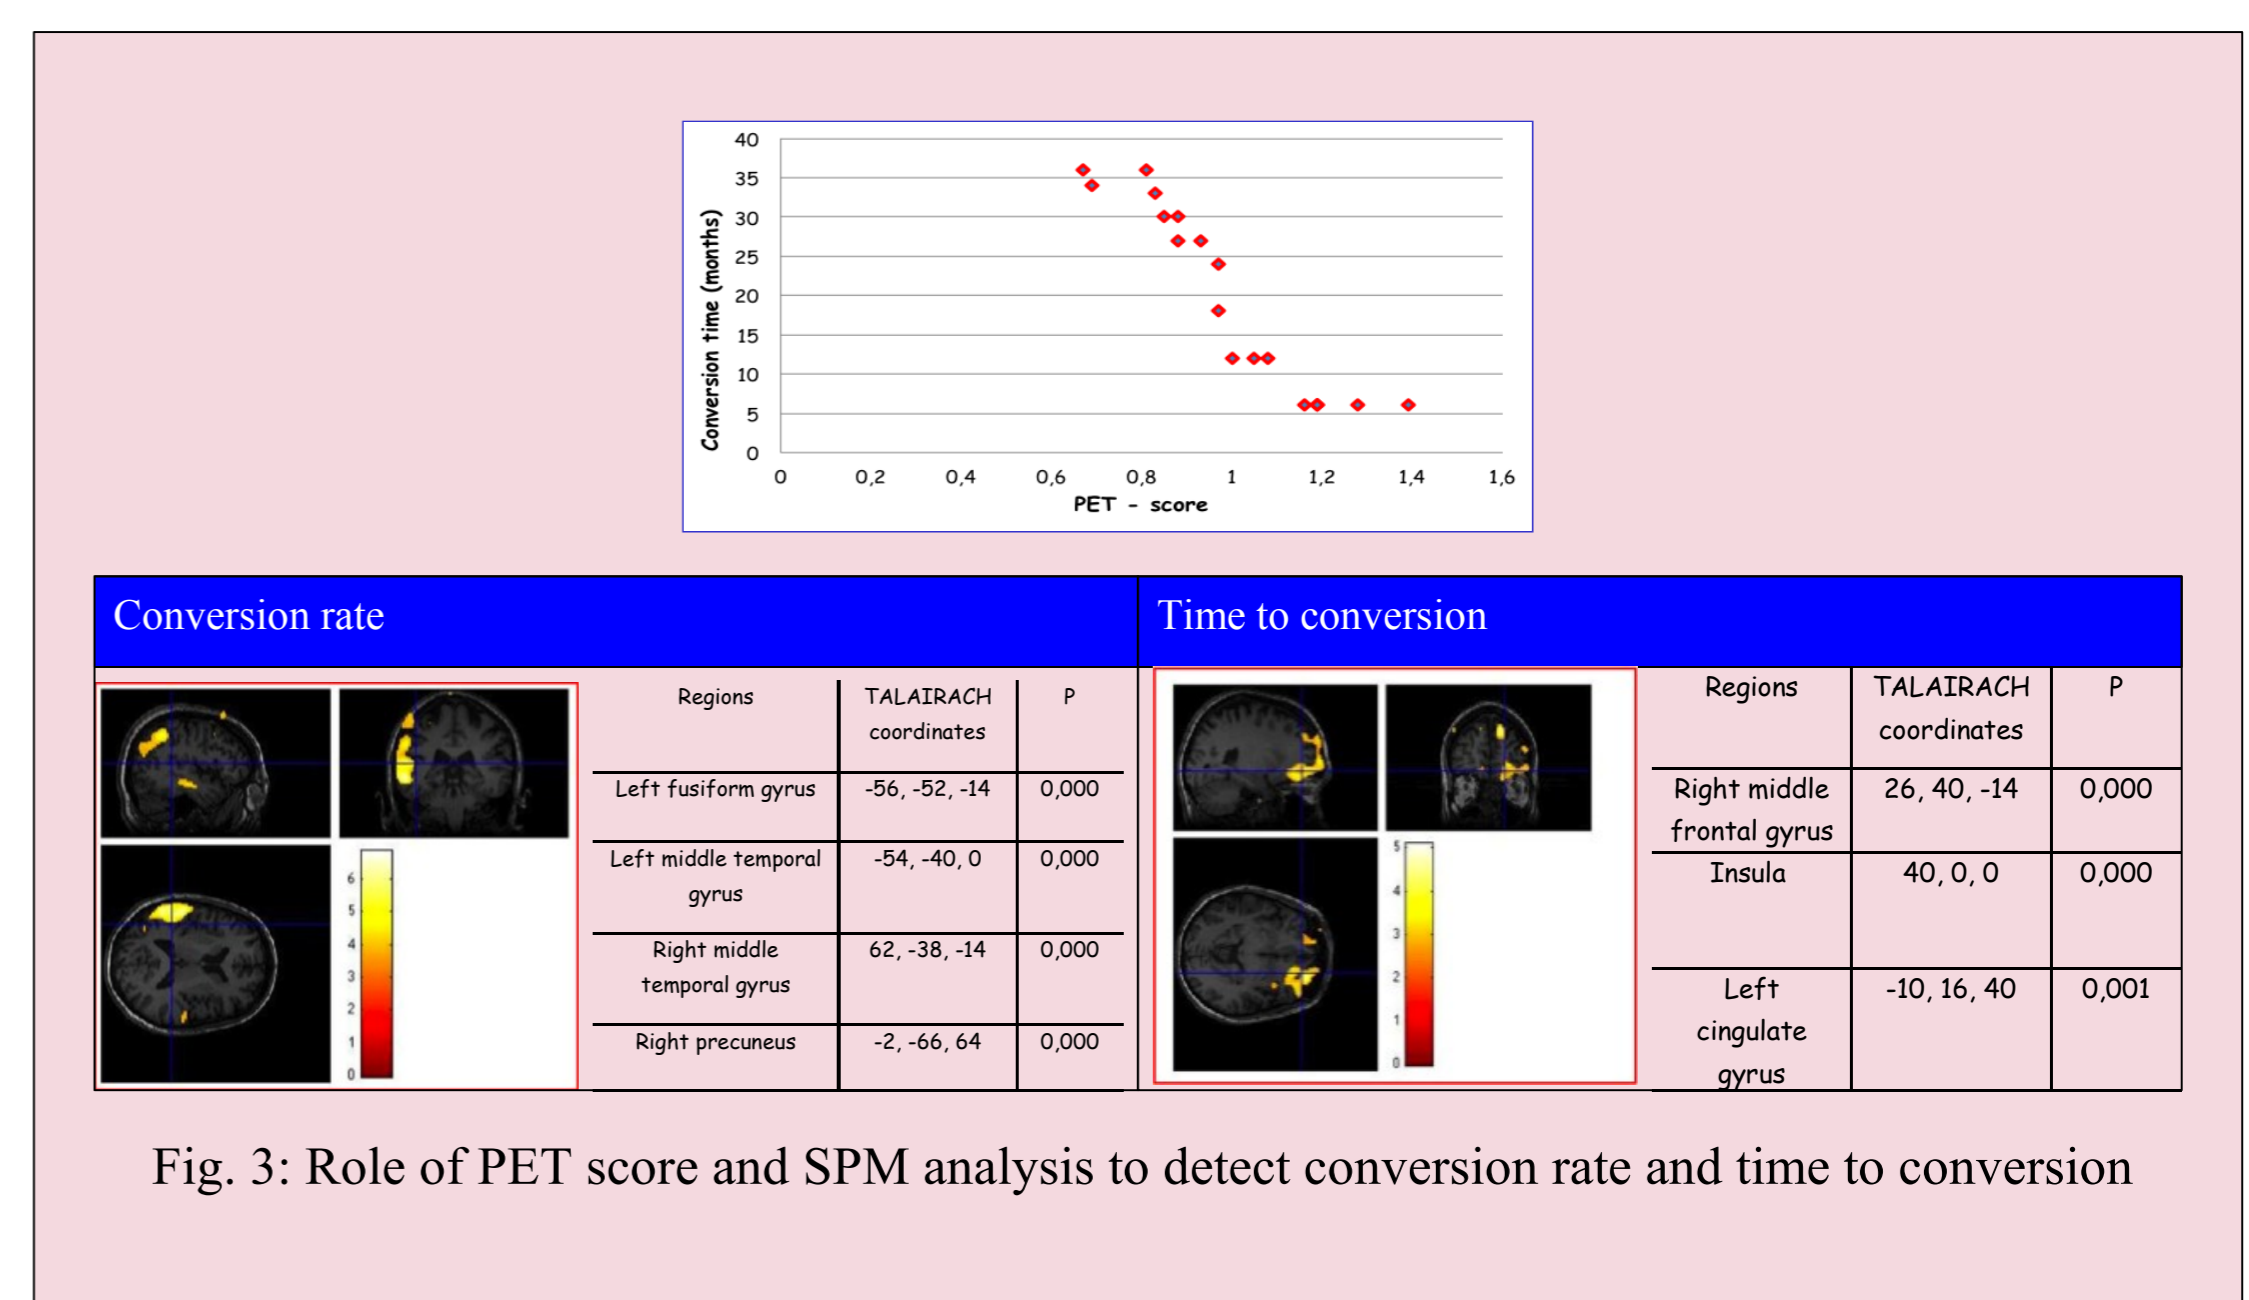 40
35
30
25
20
15
10
5
0
Conversion time (months)
0 0,2 0,4 0,6 0,8 1 1,2 1,4 1,6
PET - score
Conversion rate
Time to conversion
6
5
4
3
2
1
0
Regions TALAIRACH P
coordinates
Left fusiform gyrus -56, -52, -14 0,000
Left middle temporal -54, -40, 0 0,000
gyrus
Right middle 62, -38, -14 0,000
temporal gyrus
Right precuneus -2, -66, 64 0,000
5
4
3
2
1
0
Regions TALAIRACH P
coordinates
Right middle 26, 40, -14 0,000
frontal gyrus
Insula 40, 0, 0 0,000
Left -10, 16, 40 0,001
cingulate
gyrus
Fig. 3: Role of PET score and SPM analysis to detect conversion rate and time to conversion